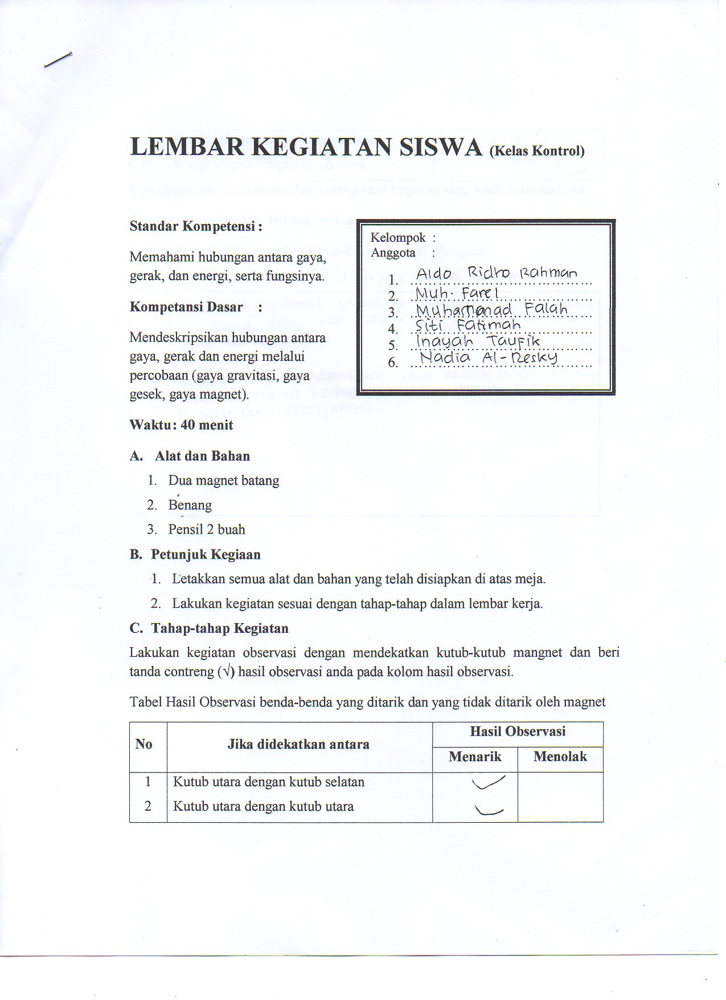 LEMBAR KEGIATAN SISWA (Kelas Kontrol)
Standar Kompetensi :
Memahami hubungan antara gaya,
gerak, dan energi, serta fungsinya.
Kompetansi Dasar :
Mendeskripsikan hubungan antara
gaya, gerak dan energi melalui
percobaan (gaya gravitasi, gaya
gesek, gaya magnet).
Waktu: 40 menit
Kelompok :
Anggota :
1. Aldo Ridho Rahman
2. Muh. Farel
3. Muhammad Falah
4. Siti Fatimah
5. Inayah Taufik
6. Nadia Al-Resky
A. Alat dan Bahan
1. Dua magnet batang
2. Benang
3. Pensil 2 buah
B. Petunjuk Kegiaan
1. Letakkan semua alat dan bahan yang telah disiapkan di atas meja.
2. Lakukan kegiatan sesuai dengan tahap-tahap dalam lembar kerja.
C. Tahap-tahap Kegiatan
Lakukan kegiatan observasi dengan mendekatkan kutub-kutub mangnet dan beri
tanda contreng (√) hasil observasi anda pada kolom hasil observasi.
Tabel Hasil Observasi benda-benda yang ditarik dan yang tidak ditarik oleh magnet
No Jika didekatkan antara Hasil Observasi
Menarik Menolak
1 Kutub utara dengan kutub selatan ✓
2 Kutub utara dengan kutub utara ✓